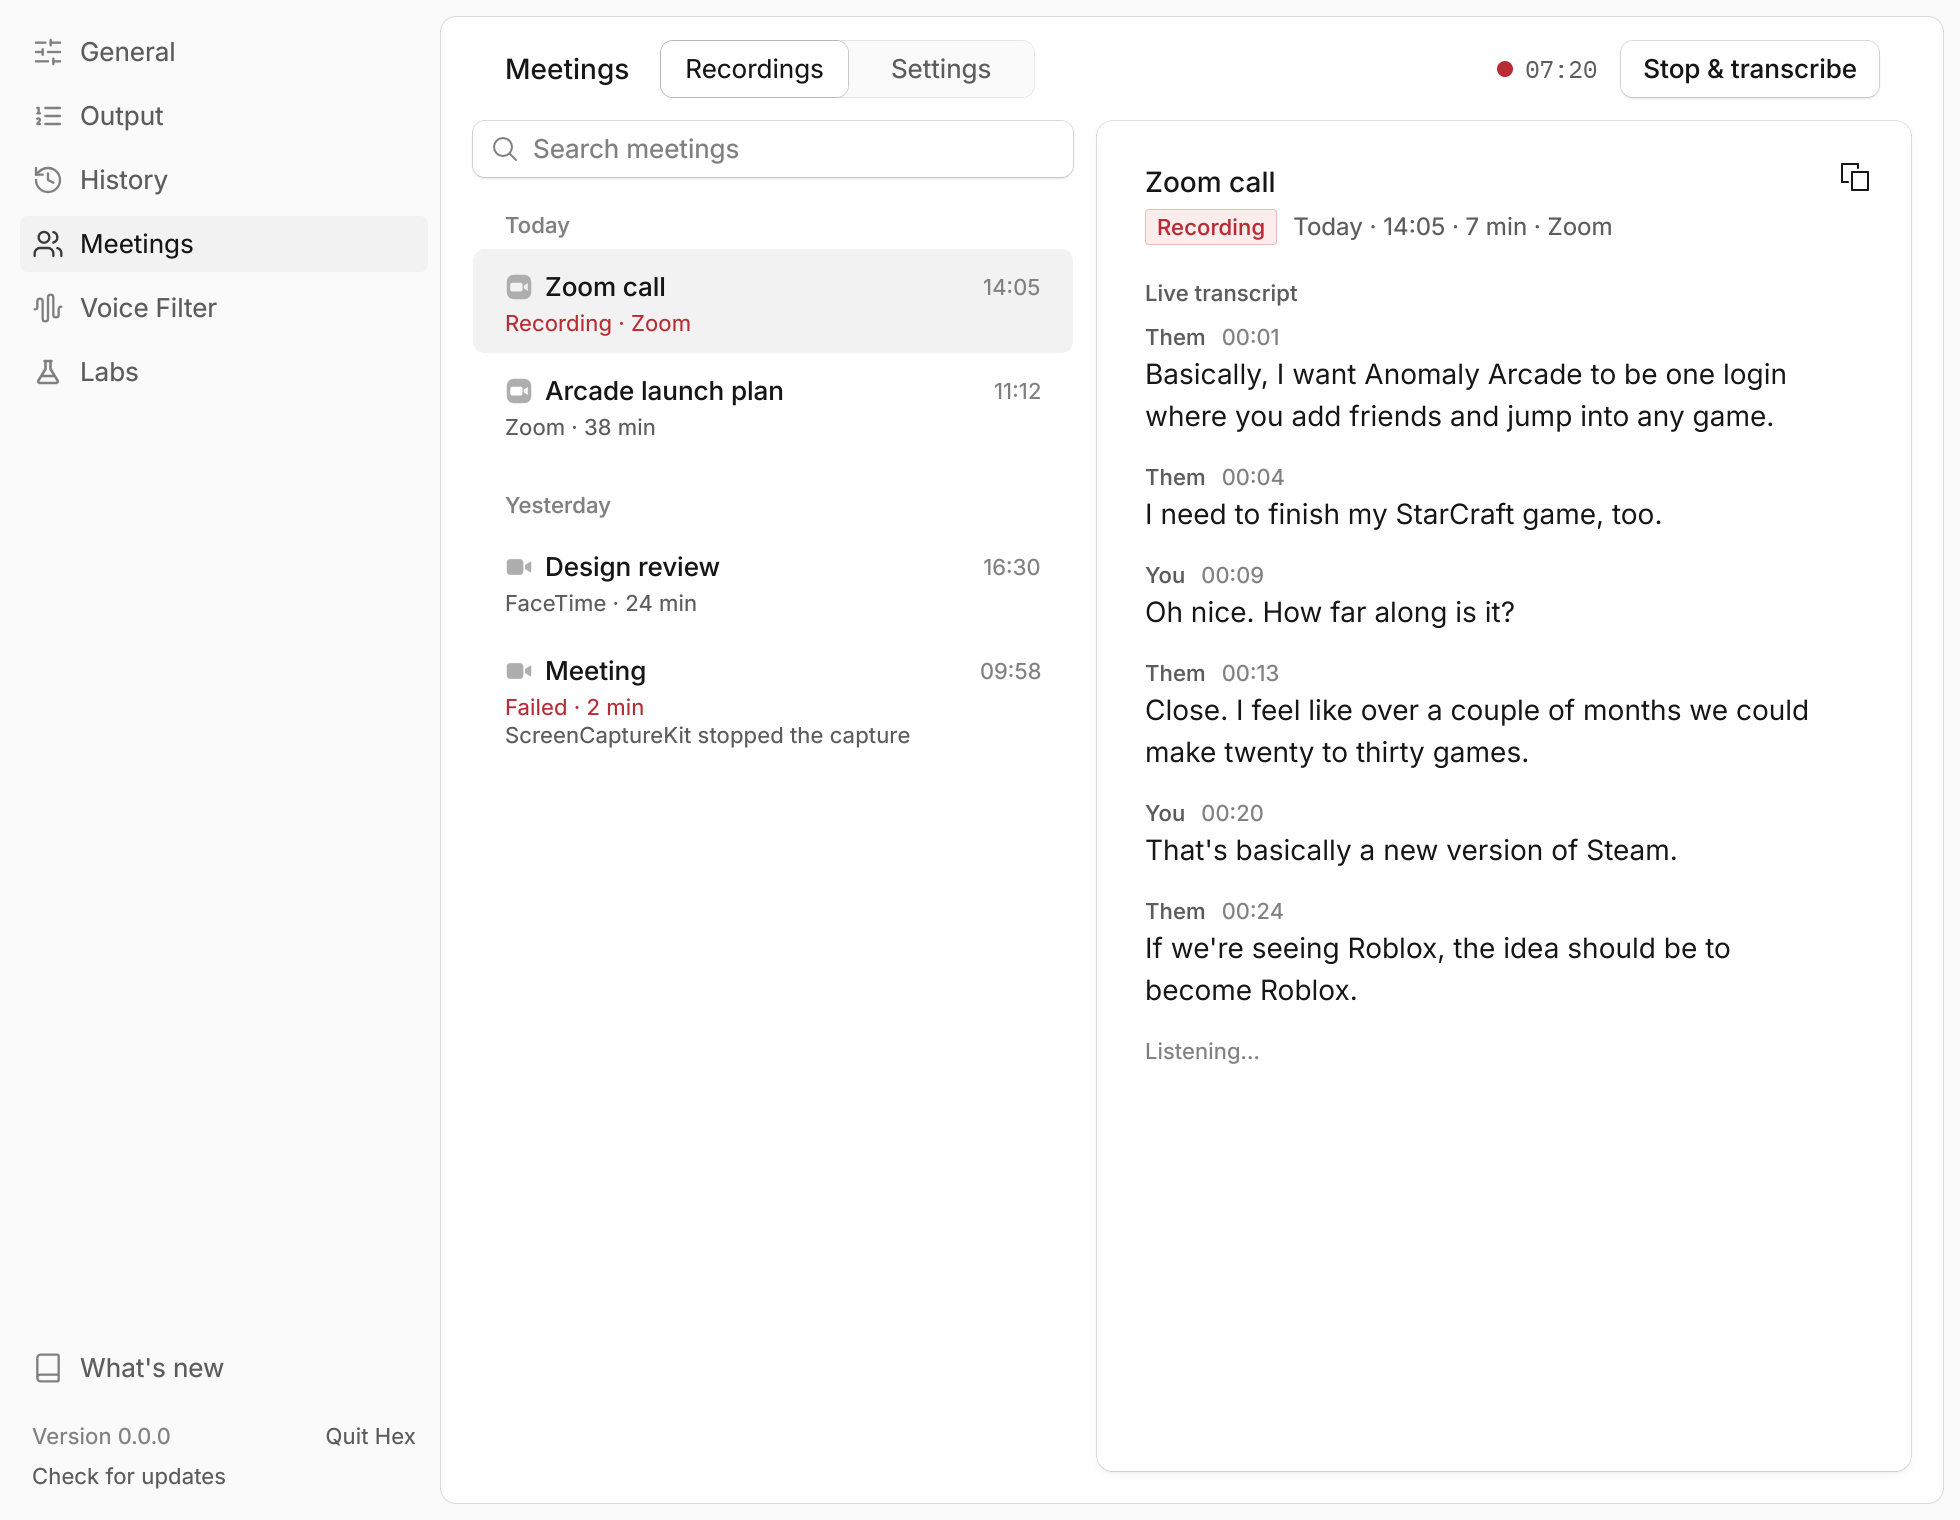 General
Output
History
Meetings
Voice Filter
Labs
What's new
Version 0.0.0
Quit Hex
Check for updates
Meetings
Recordings
Settings
07:20
Stop & transcribe
Search meetings
Today
Zoom call
14:05
Recording · Zoom
Arcade launch plan
11:12
Zoom · 38 min
Yesterday
Design review
16:30
FaceTime · 24 min
Meeting
09:58
Failed · 2 min
ScreenCaptureKit stopped the capture
Zoom call
Recording
Today · 14:05 · 7 min · Zoom
Live transcript
Them 00:01
Basically, I want Anomaly Arcade to be one login
where you add friends and jump into any game.
Them 00:04
I need to finish my StarCraft game, too.
You 00:09
Oh nice. How far along is it?
Them 00:13
Close. I feel like over a couple of months we could
make twenty to thirty games.
You 00:20
That's basically a new version of Steam.
Them 00:24
If we're seeing Roblox, the idea should be to
become Roblox.
Listening...